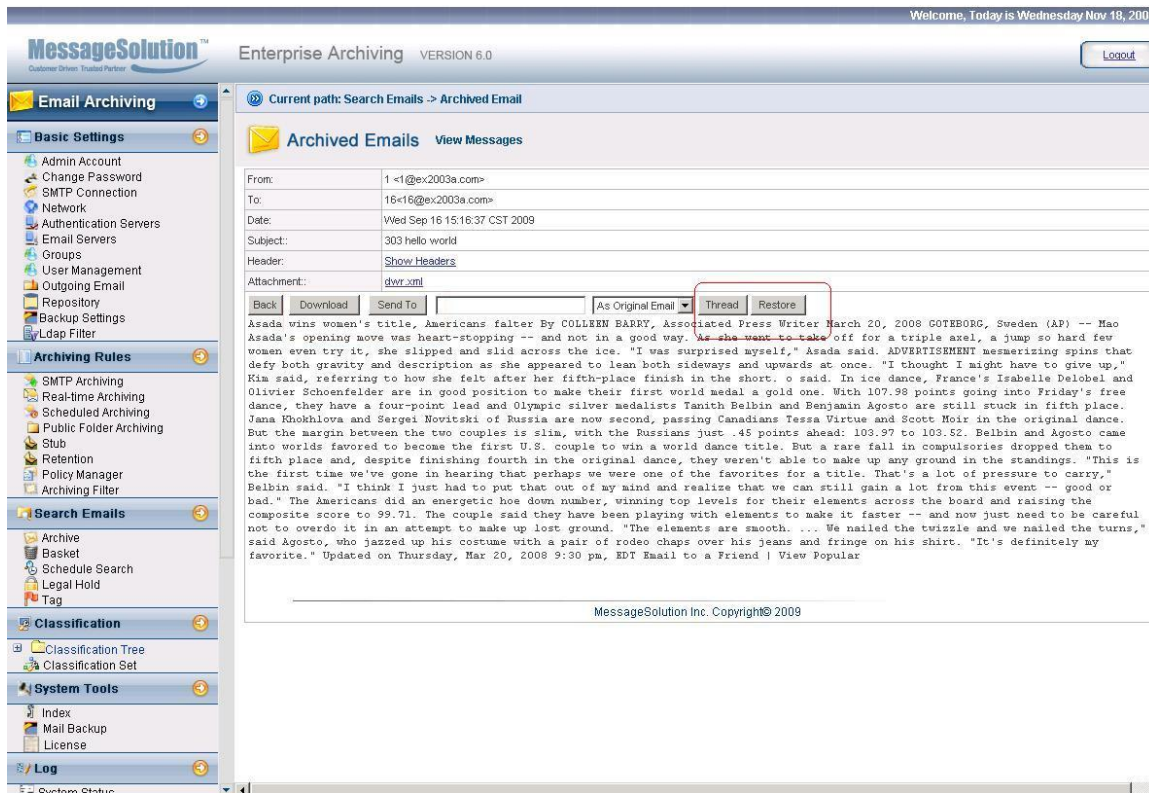 Welcome, Today is Wednesday Nov 18, 200
MessageSolution™
Customer Driven Trusted Partner
Enterprise Archiving VERSION 6.0
Logout
Email Archiving
Current path: Search Emails -> Archived Email
Basic Settings
Admin Account
Change Password
SMTP Connection
Network
Authentication Servers
Email Servers
Groups
User Management
Outgoing Email
Repository
Backup Settings
Ldap Filter
Archiving Rules
SMTP Archiving
Real-time Archiving
Scheduled Archiving
Public Folder Archiving
Stub
Retention
Policy Manager
Archiving Filter
Search Emails
Archive
Basket
Schedule Search
Legal Hold
Tag
Classification
Classification Tree
Classification Set
System Tools
Index
Mail Backup
License
Log
System Status
Archived Emails View Messages
From: 1 <1@ex2003a.com>
To: 16<16@ex2003a.com>
Date: Wed Sep 16 15:16:37 CST 2009
Subject:: 303 hello world
Header: Show Headers
Attachment:: dwr.xml
Back Download Send To As Original Email Thread Restore
Asada wins women's title, Americans falter By COLLEEN BARRY, Associated Press Writer March 20, 2008 GOTEBORG, Sweden (AP) -- Mao
Asada's opening move was heart-stopping -- and not in a good way. As she went to take off for a triple axel, a jump so hard few
women even try it, she slipped and slid across the ice. "I was surprised myself," Asada said. ADVERTISEMENT mesmerizing spins that
defy both gravity and description as she appeared to lean both sideways and upwards at once. "I thought I might have to give up,"
Kim said, referring to how she felt after her fifth-place finish in the short. o said. In ice dance, France's Isabelle Delobel and
Olivier Schoenfelder are in good position to make their first world medal a gold one. With 107.98 points going into Friday's free
dance, they have a four-point lead and Olympic silver medalists Tanith Belbin and Benjamin Agosto are still stuck in fifth place.
Jana Khokhlova and Sergei Novitski of Russia are now second, passing Canadians Tessa Virtue and Scott Moir in the original dance.
But the margin between the two couples is slim, with the Russians just .45 points ahead: 103.97 to 103.52. Belbin and Agosto came
into worlds favored to become the first U.S. couple to win a world dance title. But a rare fall in compulsories dropped them to
fifth place and, despite finishing fourth in the original dance, they weren't able to make up any ground in the standings. "This is
the first time we've gone in hearing that perhaps we were one of the favorites for a title. That's a lot of pressure to carry,"
Belbin said. "I think I just had to put that out of my mind and realize that we can still gain a lot from this event -- good or
bad." The Americans did an energetic hoe down number, winning top levels for their elements across the board and raising the
composite score to 99.71. The couple said they have been playing with elements to make it faster -- and now just need to be careful
not to overdo it in an attempt to make up lost ground. "The elements are smooth. ... We nailed the twizzle and we nailed the turns,"
said Agosto, who jazzed up his costume with a pair of rodeo chaps over his jeans and fringe on his shirt. "It's definitely my
favorite." Updated on Thursday, Mar 20, 2008 9:30 pm, EDT Email to a Friend | View Popular
MessageSolution Inc. Copyright© 2009